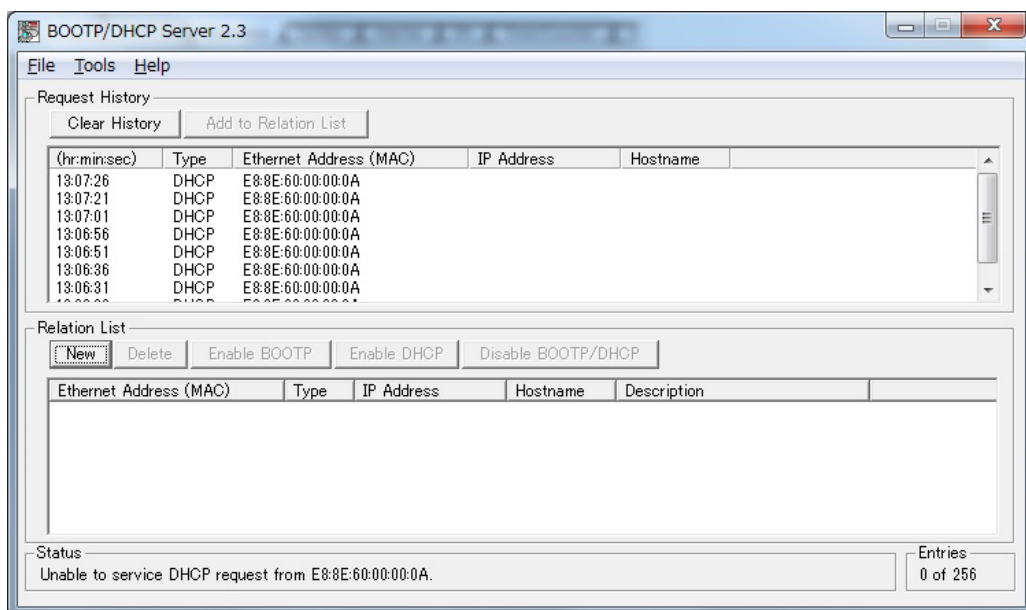 BOOTP/DHCP Server 2.3
File Tools Help
Request History
Clear History Add to Relation List
(hr:min:sec) Type Ethernet Address (MAC) IP Address Hostname
13:07:26 DHCP E8:8E:60:00:00:0A
13:07:21 DHCP E8:8E:60:00:00:0A
13:07:01 DHCP E8:8E:60:00:00:0A
13:06:56 DHCP E8:8E:60:00:00:0A
13:06:51 DHCP E8:8E:60:00:00:0A
13:06:36 DHCP E8:8E:60:00:00:0A
13:06:31 DHCP E8:8E:60:00:00:0A
Relation List
New Delete Enable BOOTP Enable DHCP Disable BOOTP/DHCP
Ethernet Address (MAC) Type IP Address Hostname Description
Status
Unable to service DHCP request from E8:8E:60:00:00:0A.
Entries
0 of 256